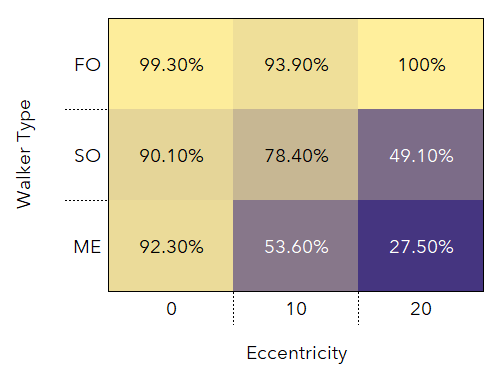 Walker Type
FO 99.30% 93.90% 100%
SO 90.10% 78.40% 49.10%
ME 92.30% 53.60% 27.50%
0 10 20
Eccentricity